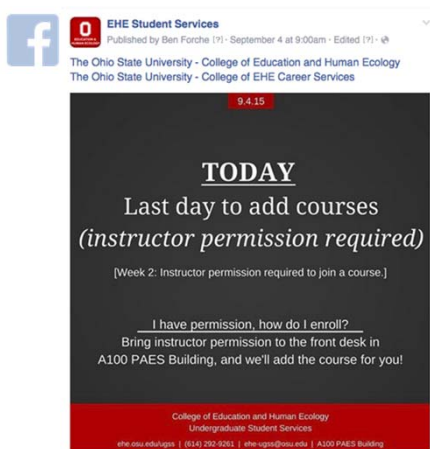 EHE Student Services
Published by Ben Forche [?] · September 4 at 9:00am · Edited [?] ·
The Ohio State University - College of Education and Human Ecology
The Ohio State University - College of EHE Career Services
9.4.15
TODAY
Last day to add courses
(instructor permission required)
[Week 2: Instructor permission required to join a course.]
I have permission, how do I enroll?
Bring instructor permission to the front desk in
A100 PAES Building, and we'll add the course for you!
College of Education and Human Ecology
Undergraduate Student Services
ehe.osu.edu/ugss | (614) 292-9261 | ehe-ugss@osu.edu | A100 PAES Building